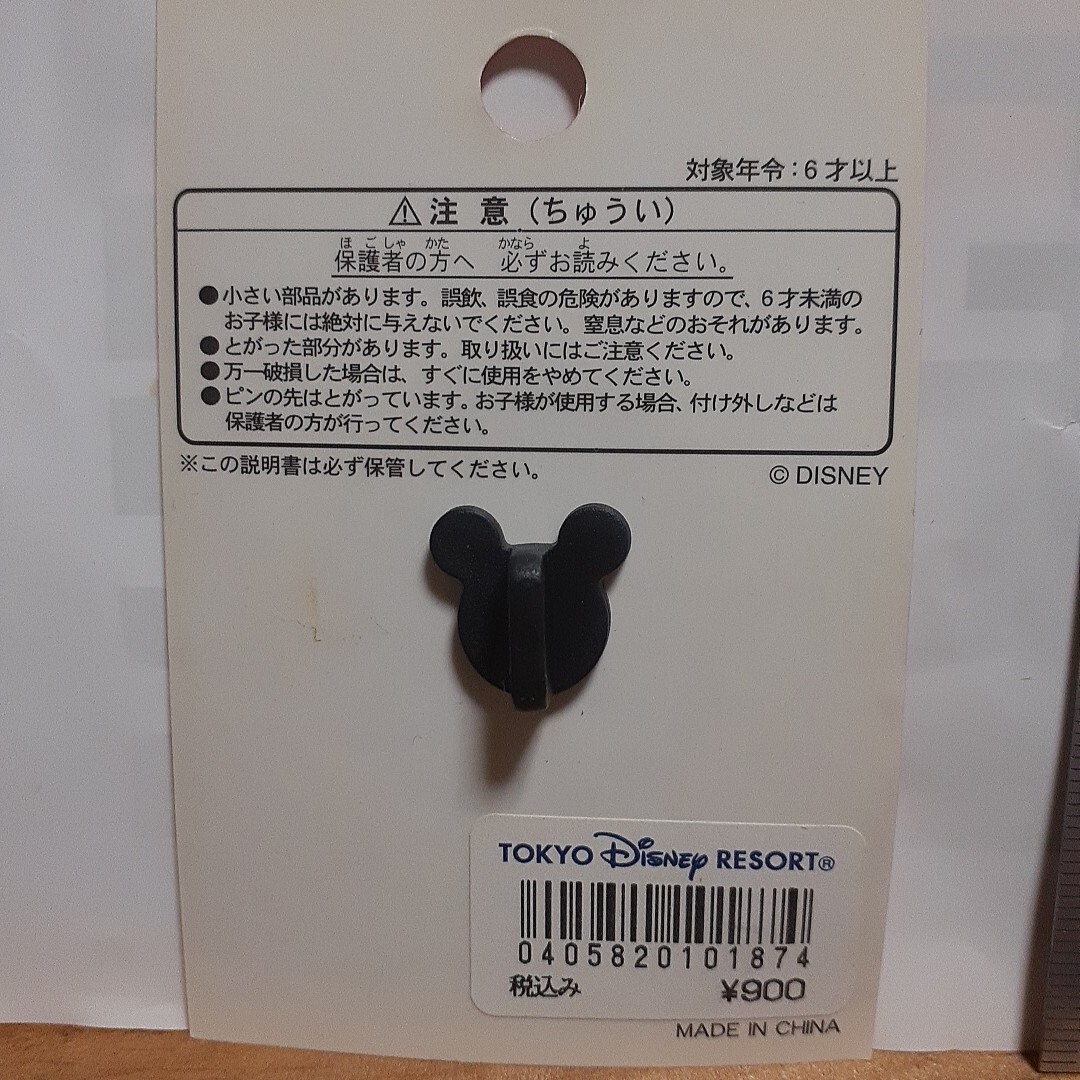 対象年令:6才以上
⚠注 意(ちゅうい)
ほ ご しゃ かた かなら よ
保護者の方へ 必ずお読みください。
●小さい部品があります。誤飲、誤食の危険がありますので、6才未満の
お子様には絶対に与えないでください。窒息などのおそれがあります。
●とがった部分があります。取り扱いにはご注意ください。
●万一破損した場合は、すぐに使用をやめてください。
●ピンの先はとがっています。お子様が使用する場合、付け外しなどは
保護者の方が行ってください。
※この説明書は必ず保管してください。
© DISNEY
TOKYO Disney RESORT®
0405820101874
税込み ¥900
MADE IN CHINA